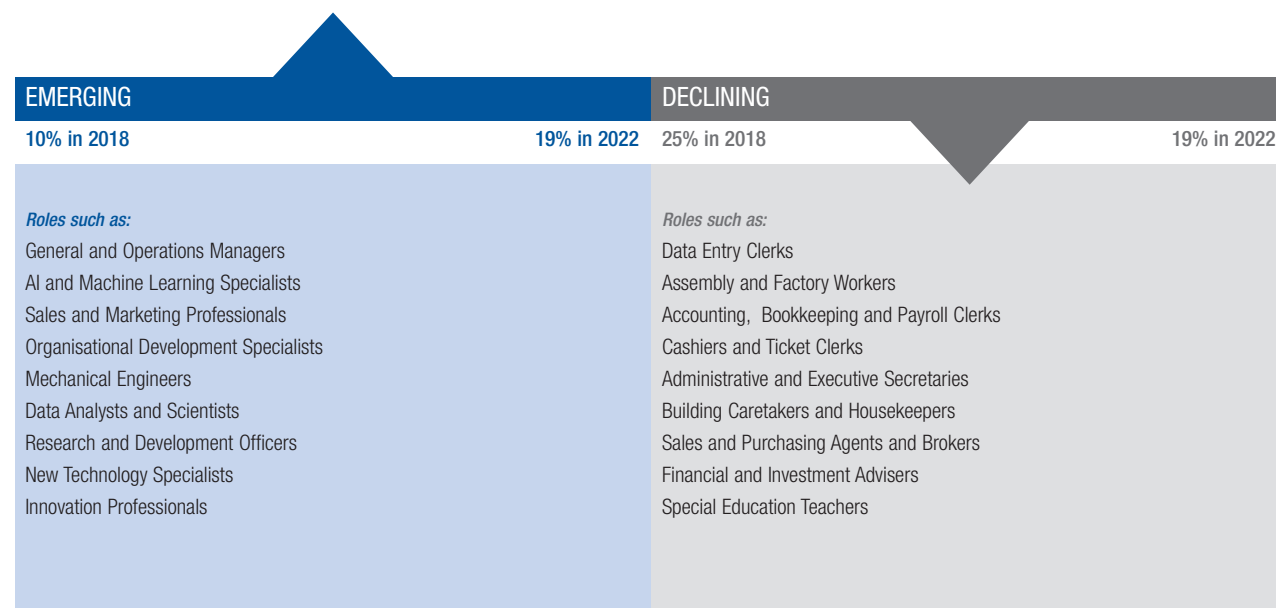 EMERGING
10% in 2018
19% in 2022
Roles such as:
General and Operations Managers
AI and Machine Learning Specialists
Sales and Marketing Professionals
Organisational Development Specialists
Mechanical Engineers
Data Analysts and Scientists
Research and Development Officers
New Technology Specialists
Innovation Professionals
DECLINING
25% in 2018
19% in 2022
Roles such as:
Data Entry Clerks
Assembly and Factory Workers
Accounting,  Bookkeeping and Payroll Clerks
Cashiers and Ticket Clerks
Administrative and Executive Secretaries
Building Caretakers and Housekeepers
Sales and Purchasing Agents and Brokers
Financial and Investment Advisers
Special Education Teachers